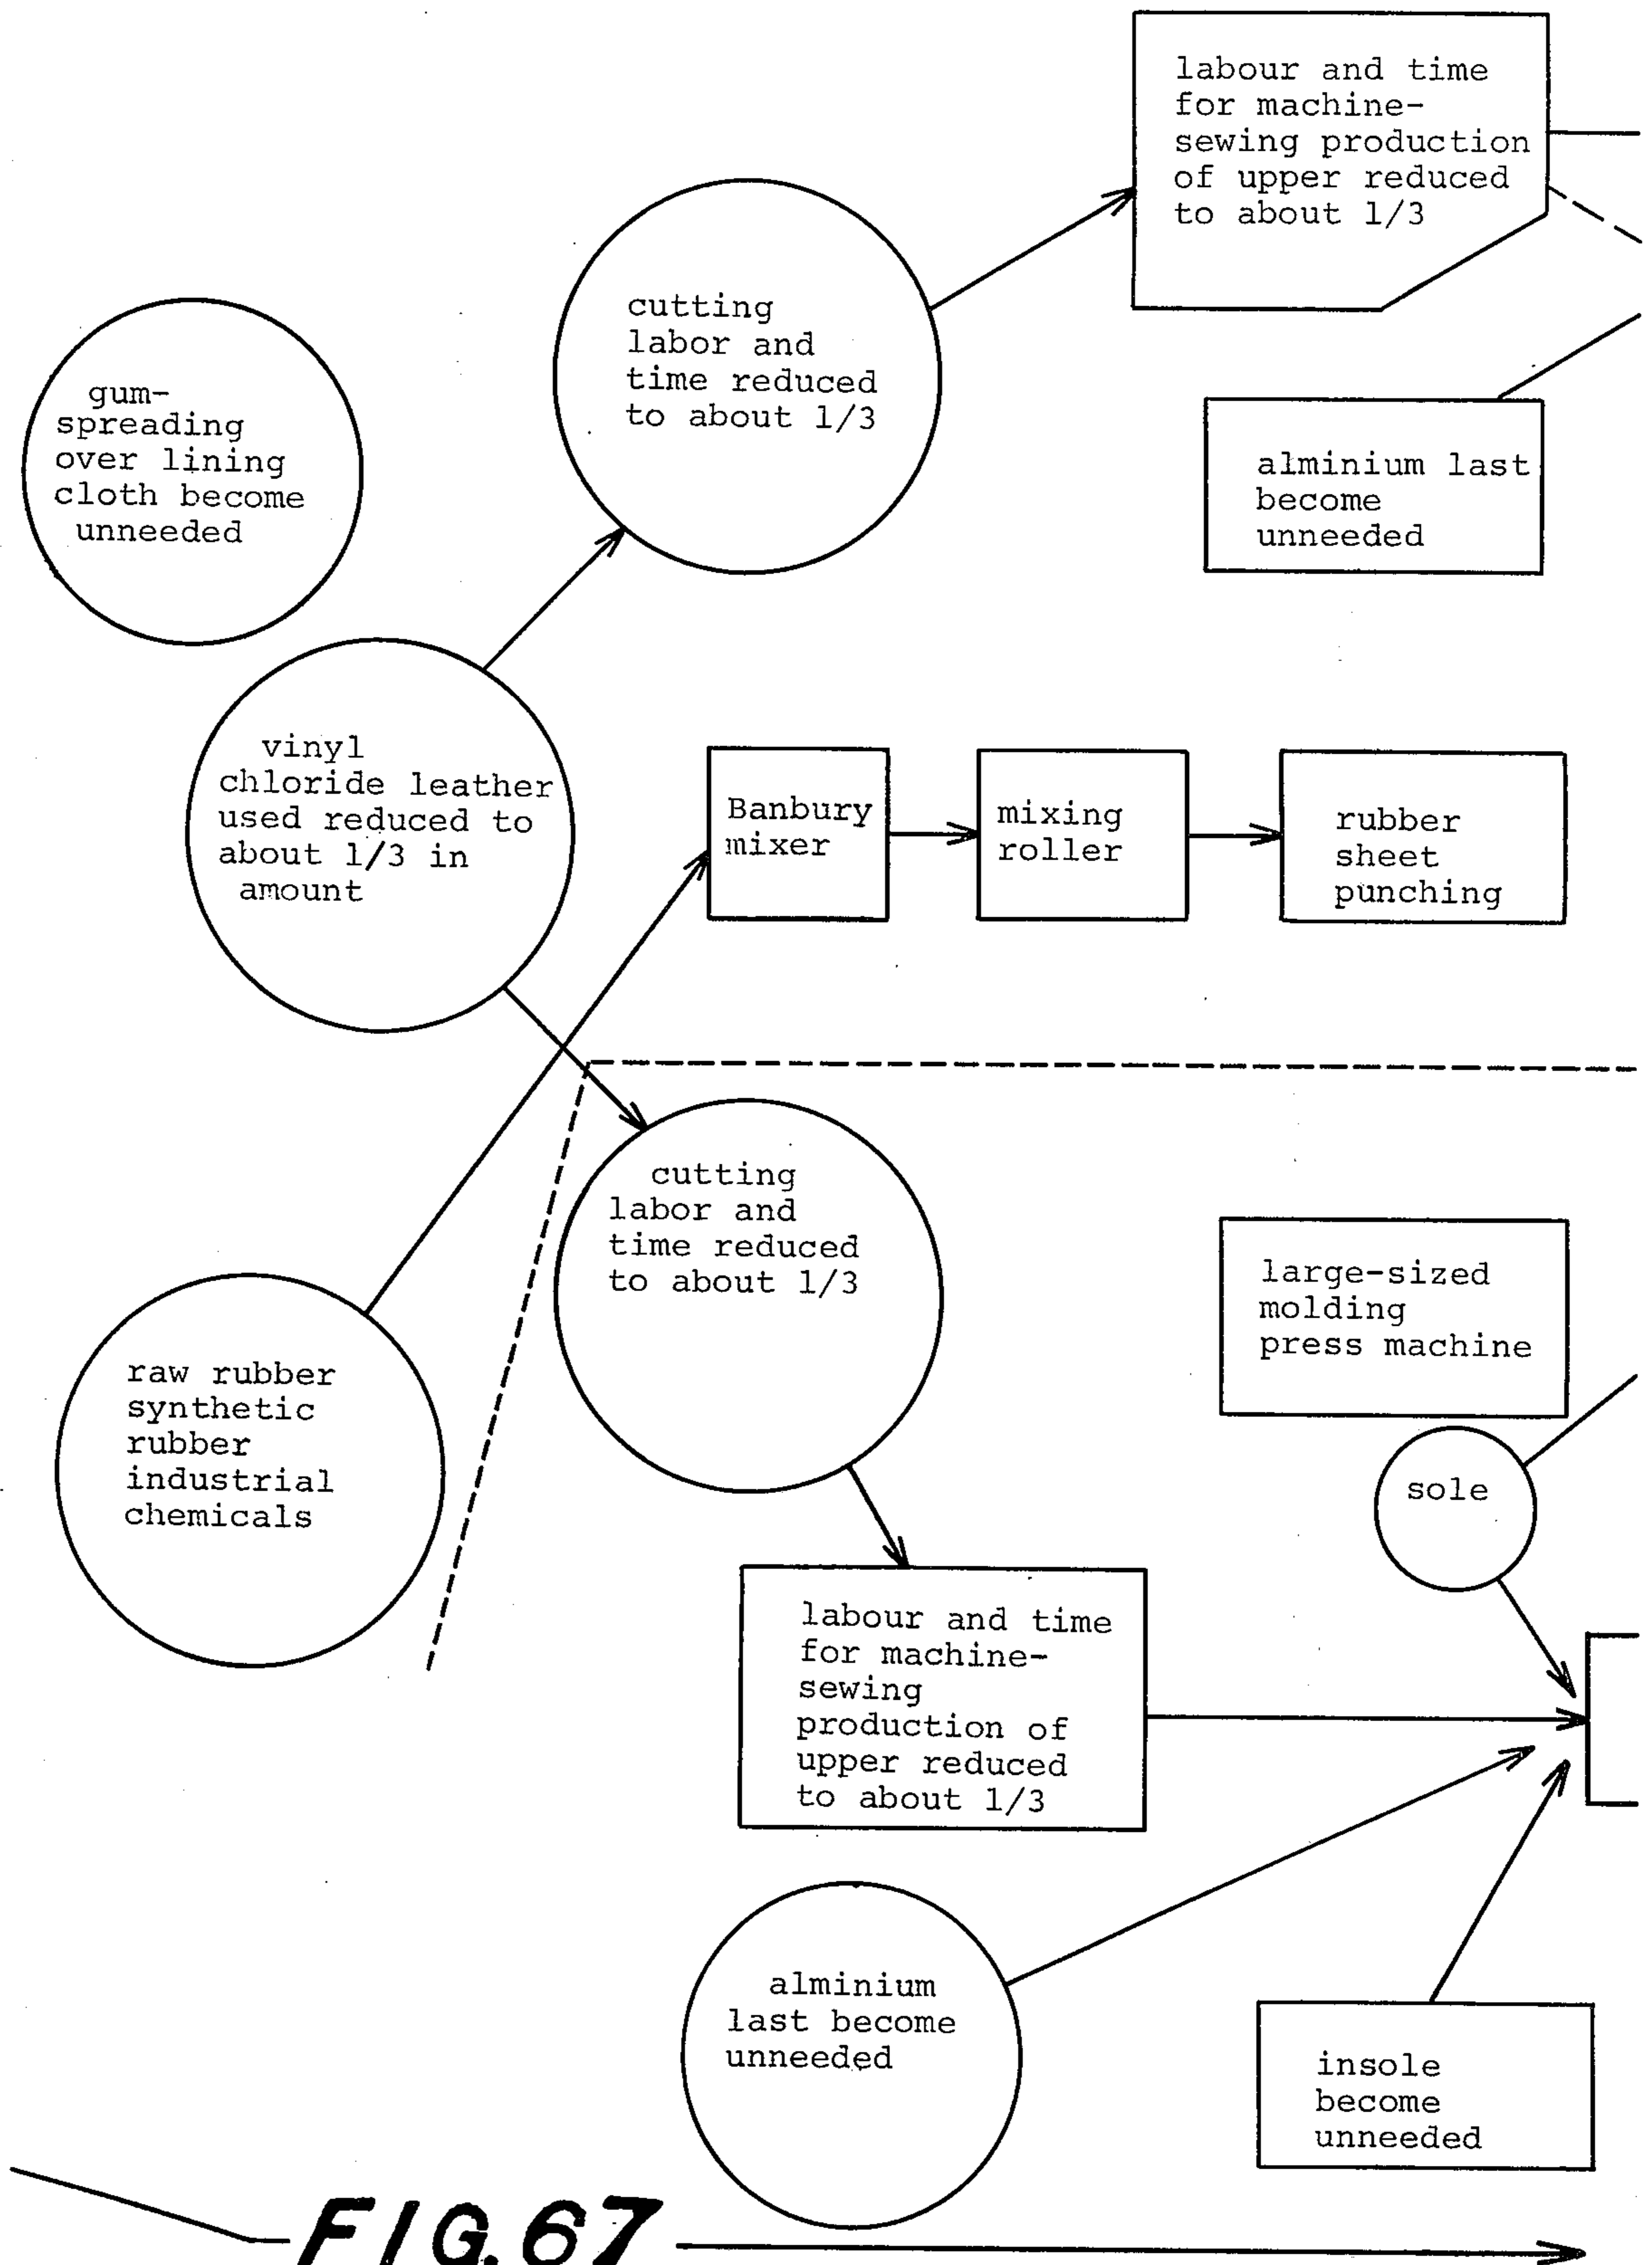 labour and time
for machine-
sewing production
of upper reduced
to about 1/3
cutting
labor and
time reduced
to about 1/3
gum-
spreading
over lining
cloth become
unneeded
alminium last
become
unneeded
vinyl
chloride leather
used reduced to
about 1/3 in
amount
Banbury
mixer
mixing
roller
rubber
sheet
punching
cutting
labor and
time reduced
to about 1/3
large-sized
molding
press machine
raw rubber
synthetic
rubber
industrial
chemicals
sole
labour and time
for machine-
sewing
production of
upper reduced
to about 1/3
alminium
last become
unneeded
insole
become
unneeded
FIG.67